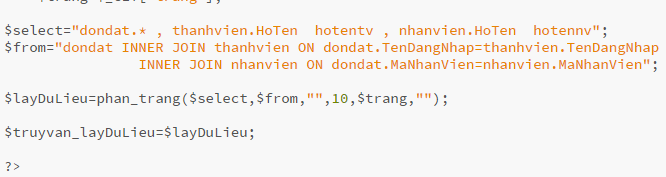 $select="dondat.* , thanhvien.HoTen  hotentv , nhanvien.HoTen  hotennv";
$from="dondat INNER JOIN thanhvien ON dondat.TenDangNhap=thanhvien.TenDangNhap
INNER JOIN nhanvien ON dondat.MaNhanVien=nhanvien.MaNhanVien";
$layDuLieu=phan_trang($select,$from,"",10,$trang,"");
$truyvan_layDuLieu=$layDuLieu;
?>